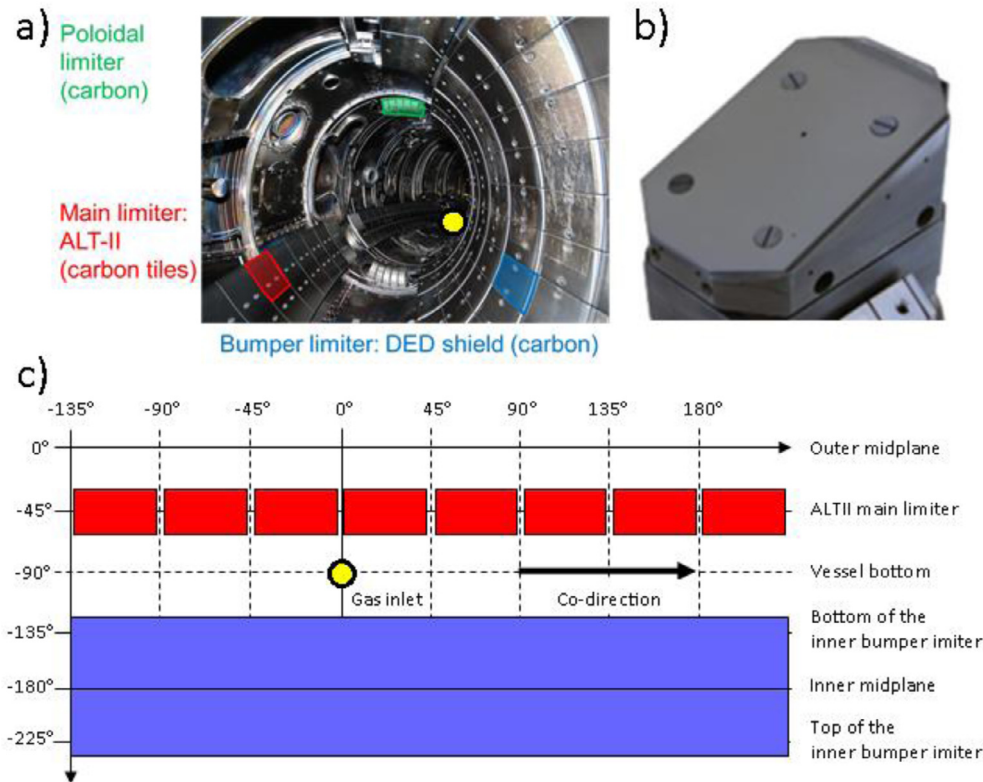 a)
Poloidal
limiter
(carbon)
Main limiter:
ALT-II
(carbon tiles)
Bumper limiter: DED shield (carbon)
b)
c)
-135° -90° -45° 0° 45° 90° 135° 180°
0° Outer midplane
-45° ALTII main limiter
-90° Vessel bottom
Gas inlet Co-direction
-135° Bottom of the
inner bumper imiter
-180° Inner midplane
-225° Top of the
inner bumper imiter